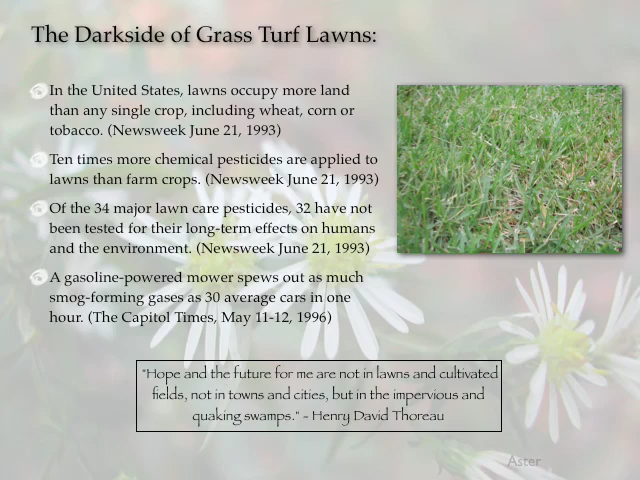 The Darkside of Grass Turf Lawns:
In the United States, lawns occupy more land
than any single crop, including wheat, corn or
tobacco. (Newsweek June 21, 1993)
Ten times more chemical pesticides are applied to
lawns than farm crops. (Newsweek June 21, 1993)
Of the 34 major lawn care pesticides, 32 have not
been tested for their long-term effects on humans
and the environment. (Newsweek June 21, 1993)
A gasoline-powered mower spews out as much
smog-forming gases as 30 average cars in one
hour. (The Capitol Times, May 11-12, 1996)
"Hope and the future for me are not in lawns and cultivated
fields, not in towns and cities, but in the impervious and
quaking swamps." - Henry David Thoreau
Aster